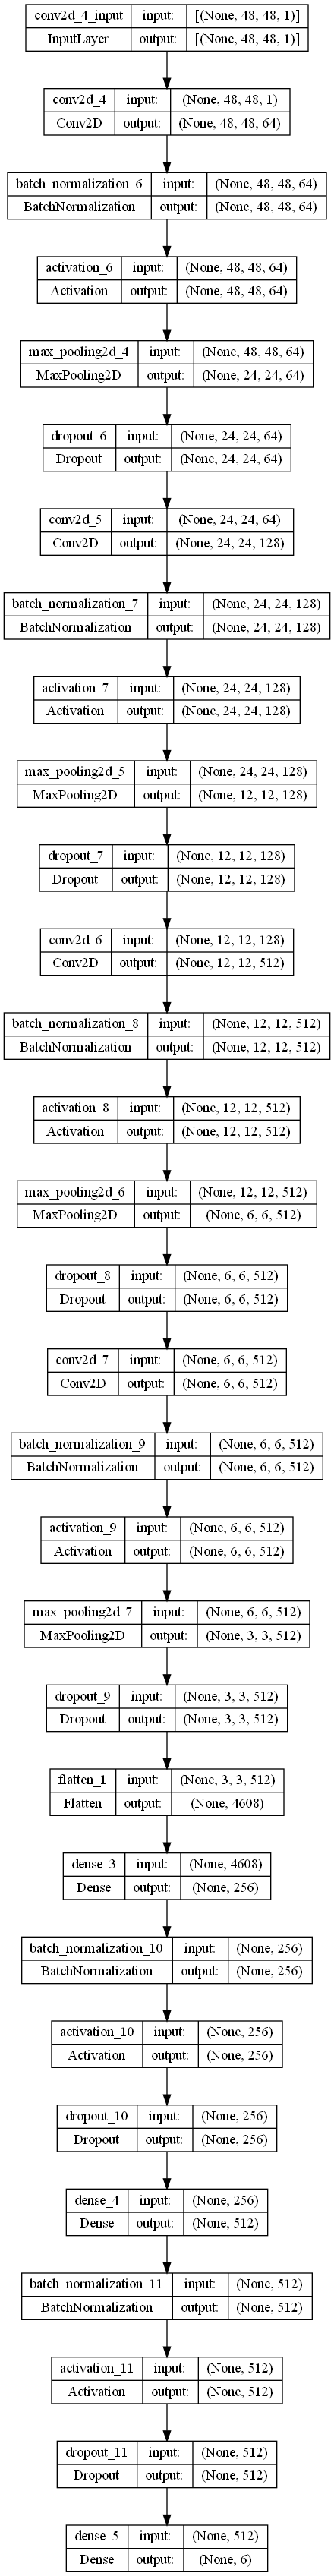 conv2d_4_input input: [(None, 48, 48, 1)]
InputLayer output: [(None, 48, 48, 1)]
conv2d_4 input: (None, 48, 48, 1)
Conv2D output: (None, 48, 48, 64)
batch_normalization_6 input: (None, 48, 48, 64)
BatchNormalization output: (None, 48, 48, 64)
activation_6 input: (None, 48, 48, 64)
Activation output: (None, 48, 48, 64)
max_pooling2d_4 input: (None, 48, 48, 64)
MaxPooling2D output: (None, 24, 24, 64)
dropout_6 input: (None, 24, 24, 64)
Dropout output: (None, 24, 24, 64)
conv2d_5 input: (None, 24, 24, 64)
Conv2D output: (None, 24, 24, 128)
batch_normalization_7 input: (None, 24, 24, 128)
BatchNormalization output: (None, 24, 24, 128)
activation_7 input: (None, 24, 24, 128)
Activation output: (None, 24, 24, 128)
max_pooling2d_5 input: (None, 24, 24, 128)
MaxPooling2D output: (None, 12, 12, 128)
dropout_7 input: (None, 12, 12, 128)
Dropout output: (None, 12, 12, 128)
conv2d_6 input: (None, 12, 12, 128)
Conv2D output: (None, 12, 12, 512)
batch_normalization_8 input: (None, 12, 12, 512)
BatchNormalization output: (None, 12, 12, 512)
activation_8 input: (None, 12, 12, 512)
Activation output: (None, 12, 12, 512)
max_pooling2d_6 input: (None, 12, 12, 512)
MaxPooling2D output: (None, 6, 6, 512)
dropout_8 input: (None, 6, 6, 512)
Dropout output: (None, 6, 6, 512)
conv2d_7 input: (None, 6, 6, 512)
Conv2D output: (None, 6, 6, 512)
batch_normalization_9 input: (None, 6, 6, 512)
BatchNormalization output: (None, 6, 6, 512)
activation_9 input: (None, 6, 6, 512)
Activation output: (None, 6, 6, 512)
max_pooling2d_7 input: (None, 6, 6, 512)
MaxPooling2D output: (None, 3, 3, 512)
dropout_9 input: (None, 3, 3, 512)
Dropout output: (None, 3, 3, 512)
flatten_1 input: (None, 3, 3, 512)
Flatten output: (None, 4608)
dense_3 input: (None, 4608)
Dense output: (None, 256)
batch_normalization_10 input: (None, 256)
BatchNormalization output: (None, 256)
activation_10 input: (None, 256)
Activation output: (None, 256)
dropout_10 input: (None, 256)
Dropout output: (None, 256)
dense_4 input: (None, 256)
Dense output: (None, 512)
batch_normalization_11 input: (None, 512)
BatchNormalization output: (None, 512)
activation_11 input: (None, 512)
Activation output: (None, 512)
dropout_11 input: (None, 512)
Dropout output: (None, 512)
dense_5 input: (None, 512)
Dense output: (None, 6)